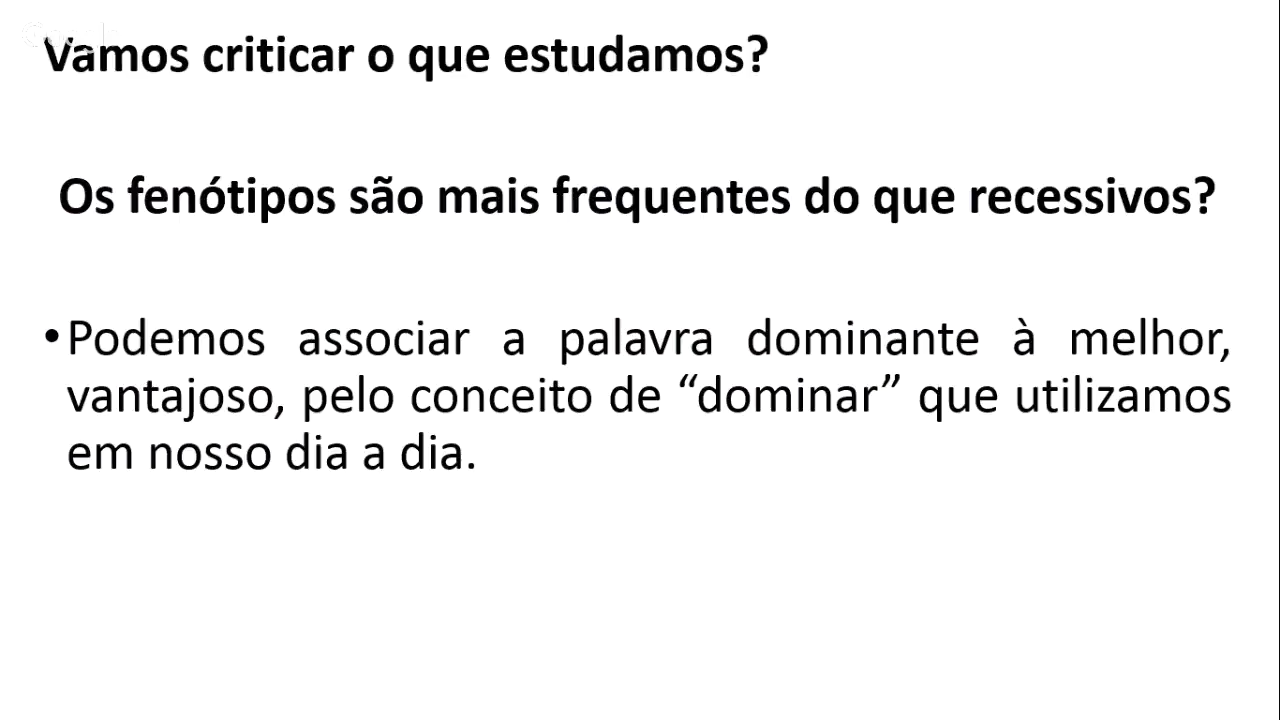 Vamos criticar o que estudamos?
Os fenótipos são mais frequentes do que recessivos?
•Podemos associar a palavra dominante à melhor,
vantajoso, pelo conceito de “dominar” que utilizamos
em nosso dia a dia.